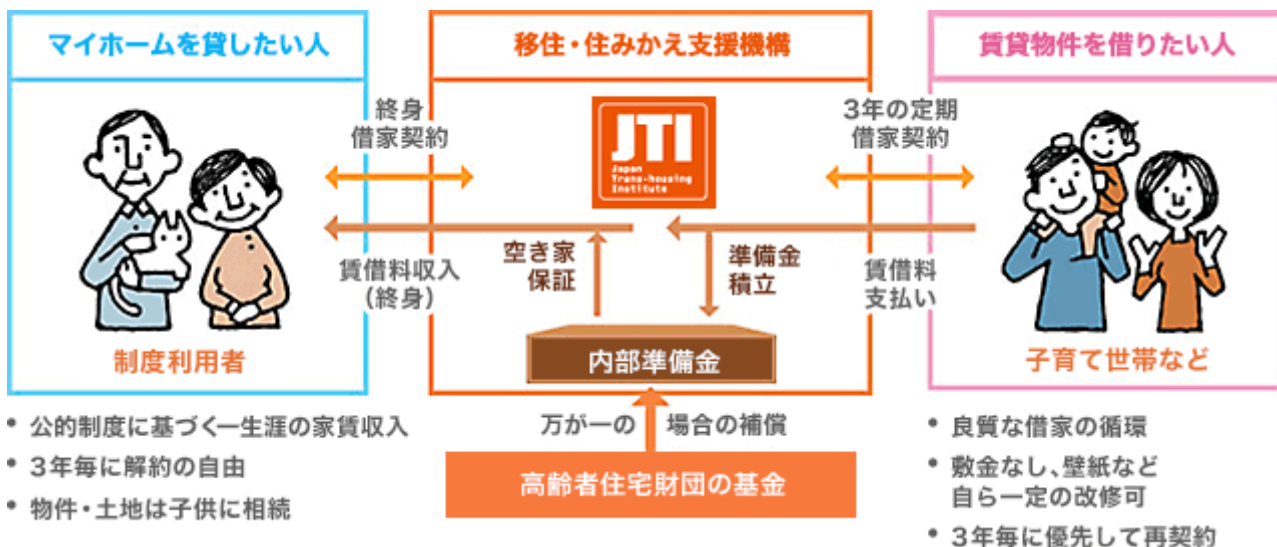 マイホームを貸したい人
移住・住みかえ支援機構
賃貸物件を借りたい人
終身
借家契約
JTI
Japan
Trans-housing
Institute
3年の定期
借家契約
賃借料収入
(終身)
空き家
保証
準備金
積立
賃借料
支払い
制度利用者
内部準備金
子育て世帯など
万が一の 場合の補償
高齢者住宅財団の基金
• 公的制度に基づく一生涯の家賃収入
• 3年毎に解約の自由
• 物件・土地は子供に相続
• 良質な借家の循環
• 敷金なし、壁紙など
自ら一定の改修可
• 3年毎に優先して再契約